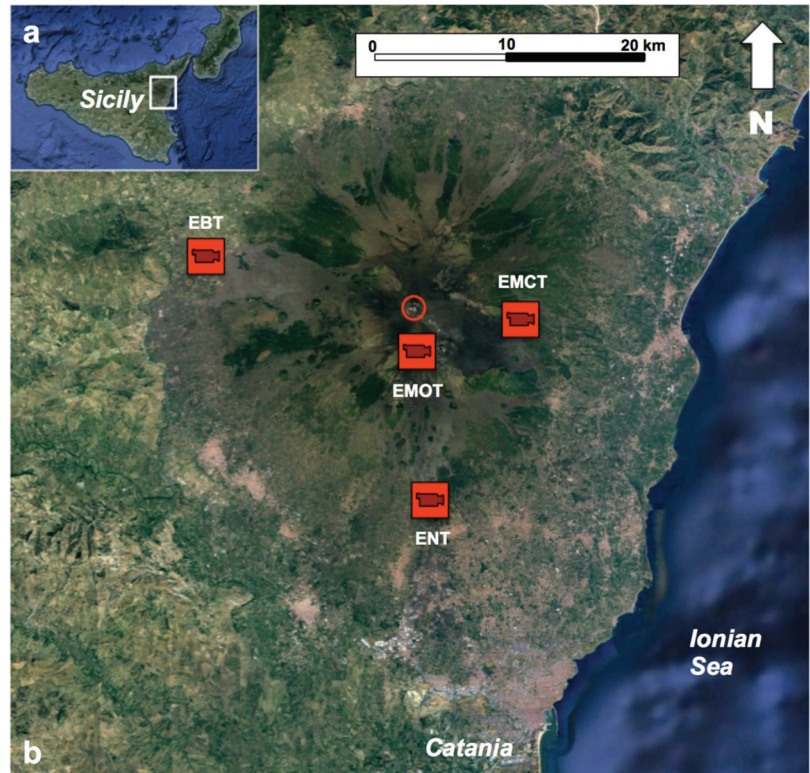 a
Sicily
0 10 20 km
N
EBT
EMCT
EMOT
ENT
Ionian
Sea
Catania
b